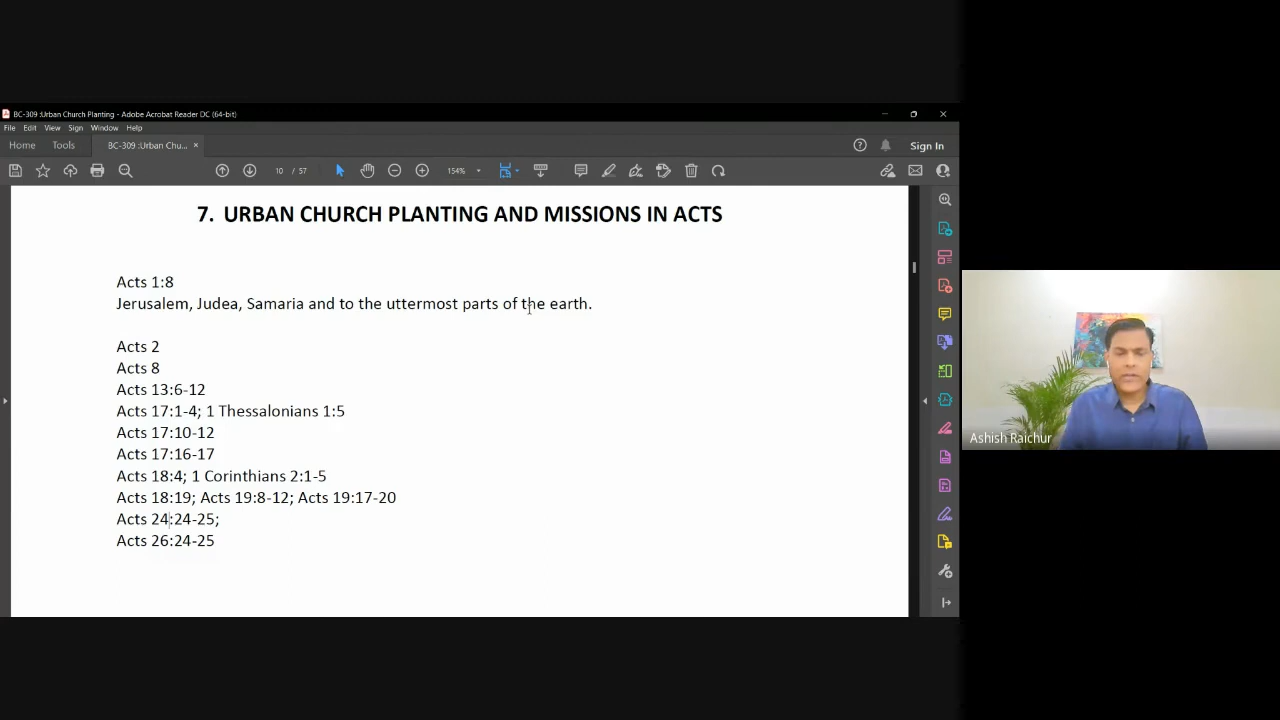 BC-309 :Urban Church Planting - Adobe Acrobat Reader DC (64-bit)
File Edit View Sign Window Help
Home Tools BC-309 :Urban Chu... × Sign In
10 / 57 154%
7. URBAN CHURCH PLANTING AND MISSIONS IN ACTS
Acts 1:8
Jerusalem, Judea, Samaria and to the uttermost parts of the earth.
Acts 2
Acts 8
Acts 13:6-12
Acts 17:1-4; 1 Thessalonians 1:5
Acts 17:10-12
Acts 17:16-17
Acts 18:4; 1 Corinthians 2:1-5
Acts 18:19; Acts 19:8-12; Acts 19:17-20
Acts 24:24-25;
Acts 26:24-25
Ashish Raichur